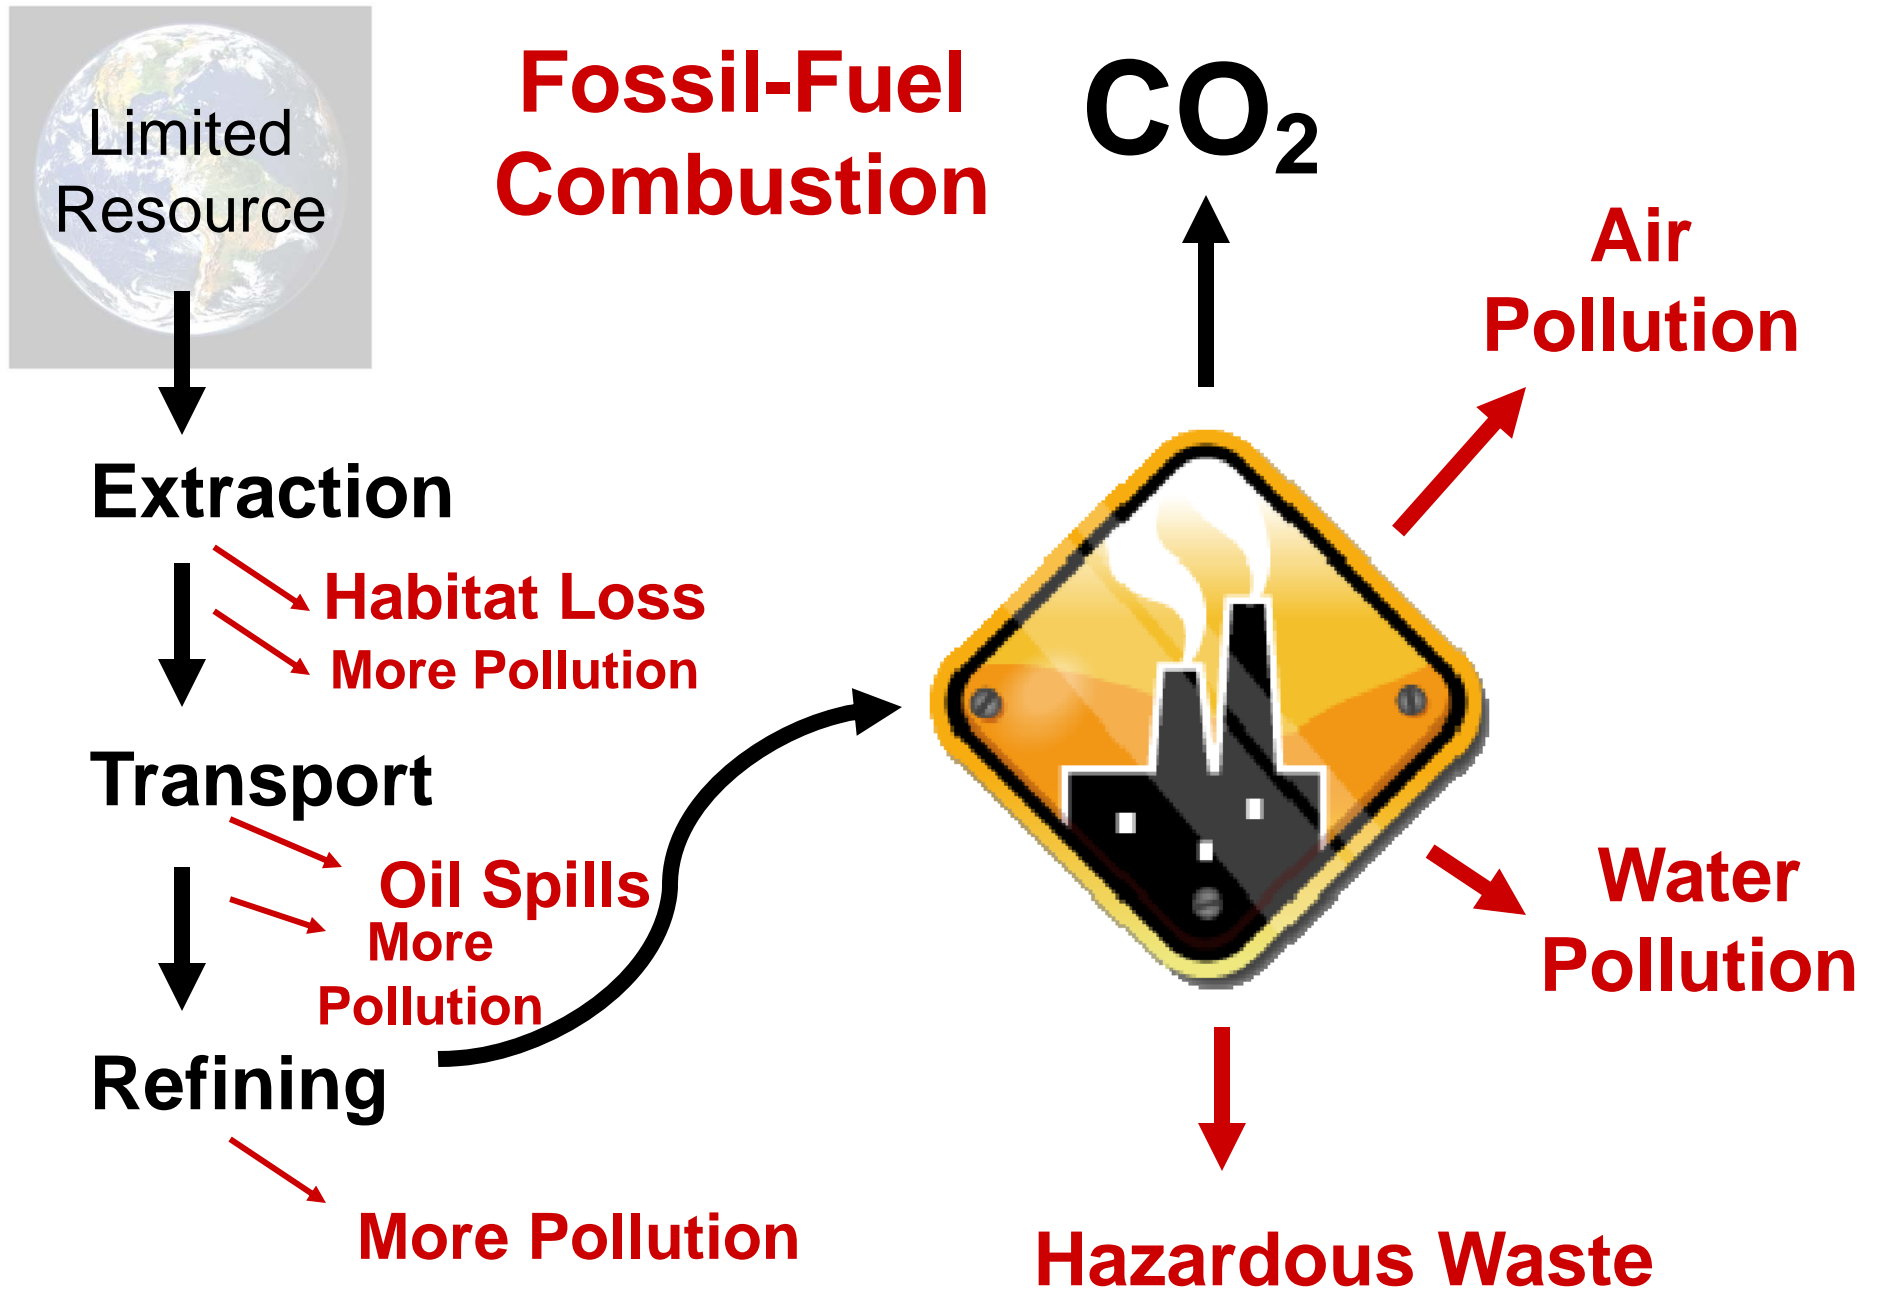 Limited
Resource
Fossil-Fuel
Combustion
CO₂
Air
Pollution
Extraction
Habitat Loss
More Pollution
Transport
Oil Spills
More
Pollution
Refining
More Pollution
Water
Pollution
Hazardous Waste